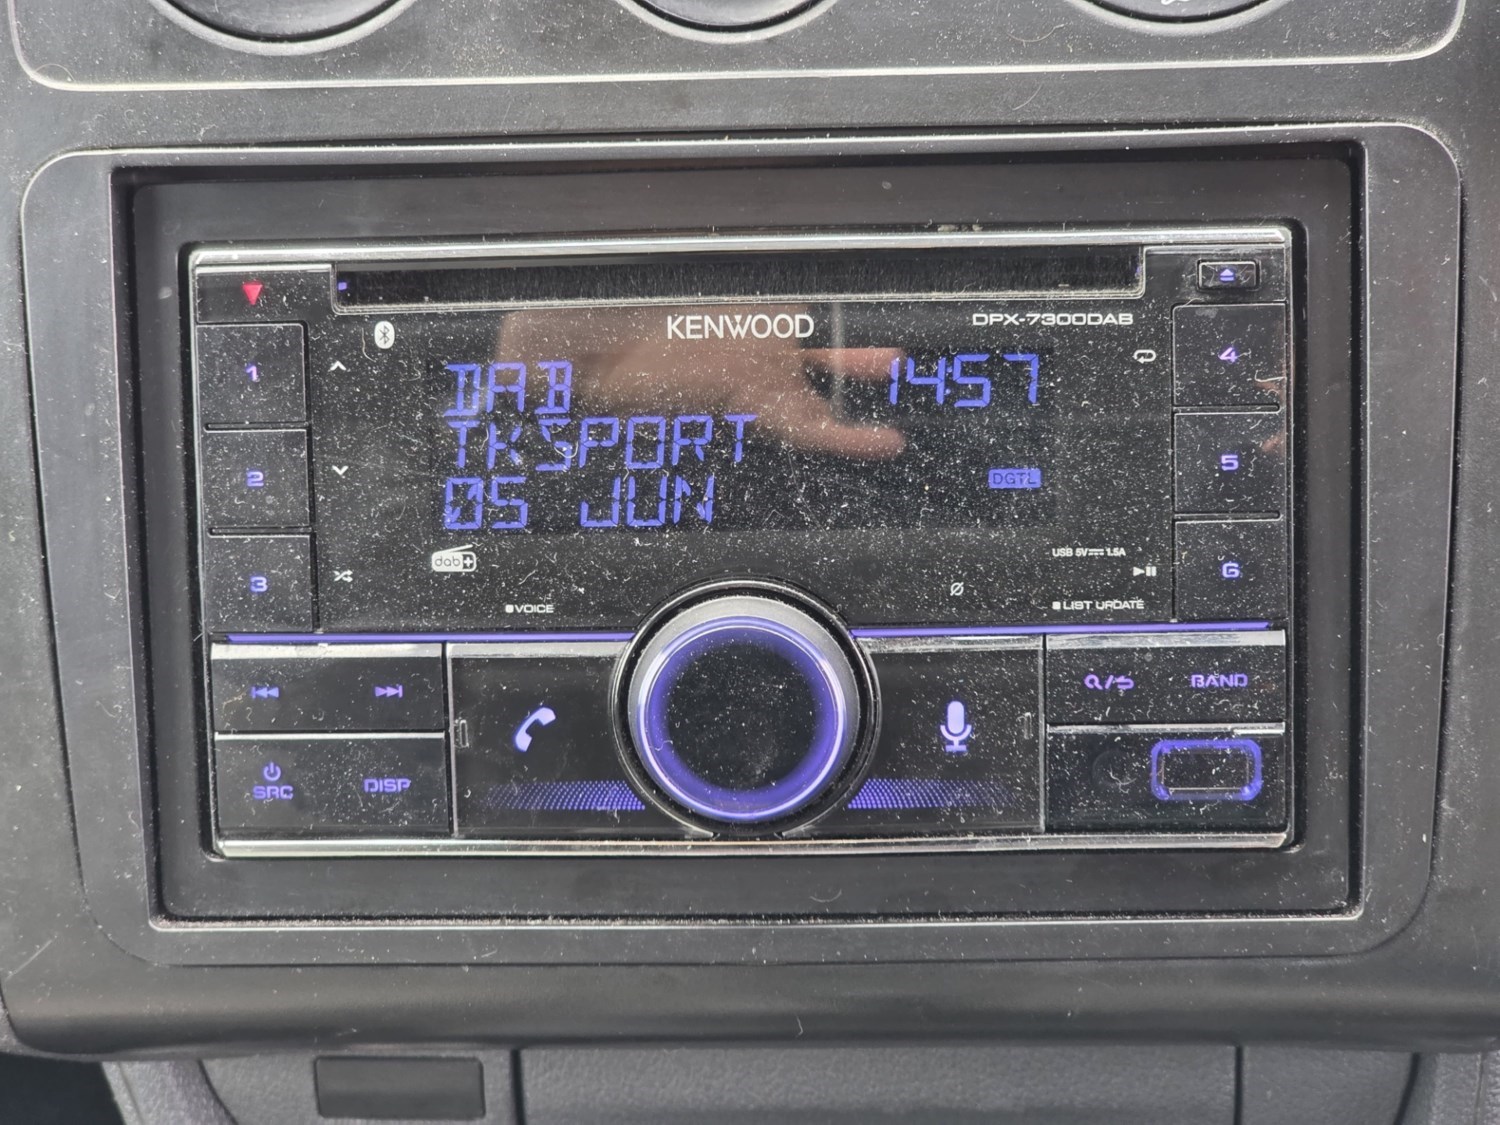 KENWOOD
DPX-7300DAB
DAB 1457
TKSPORT
DGTL
05 JUN
1
2
3
4
5
6
dab+
USB 5V 1.5A
VOICE
LIST UPDATE
BAND
SRC
DISP